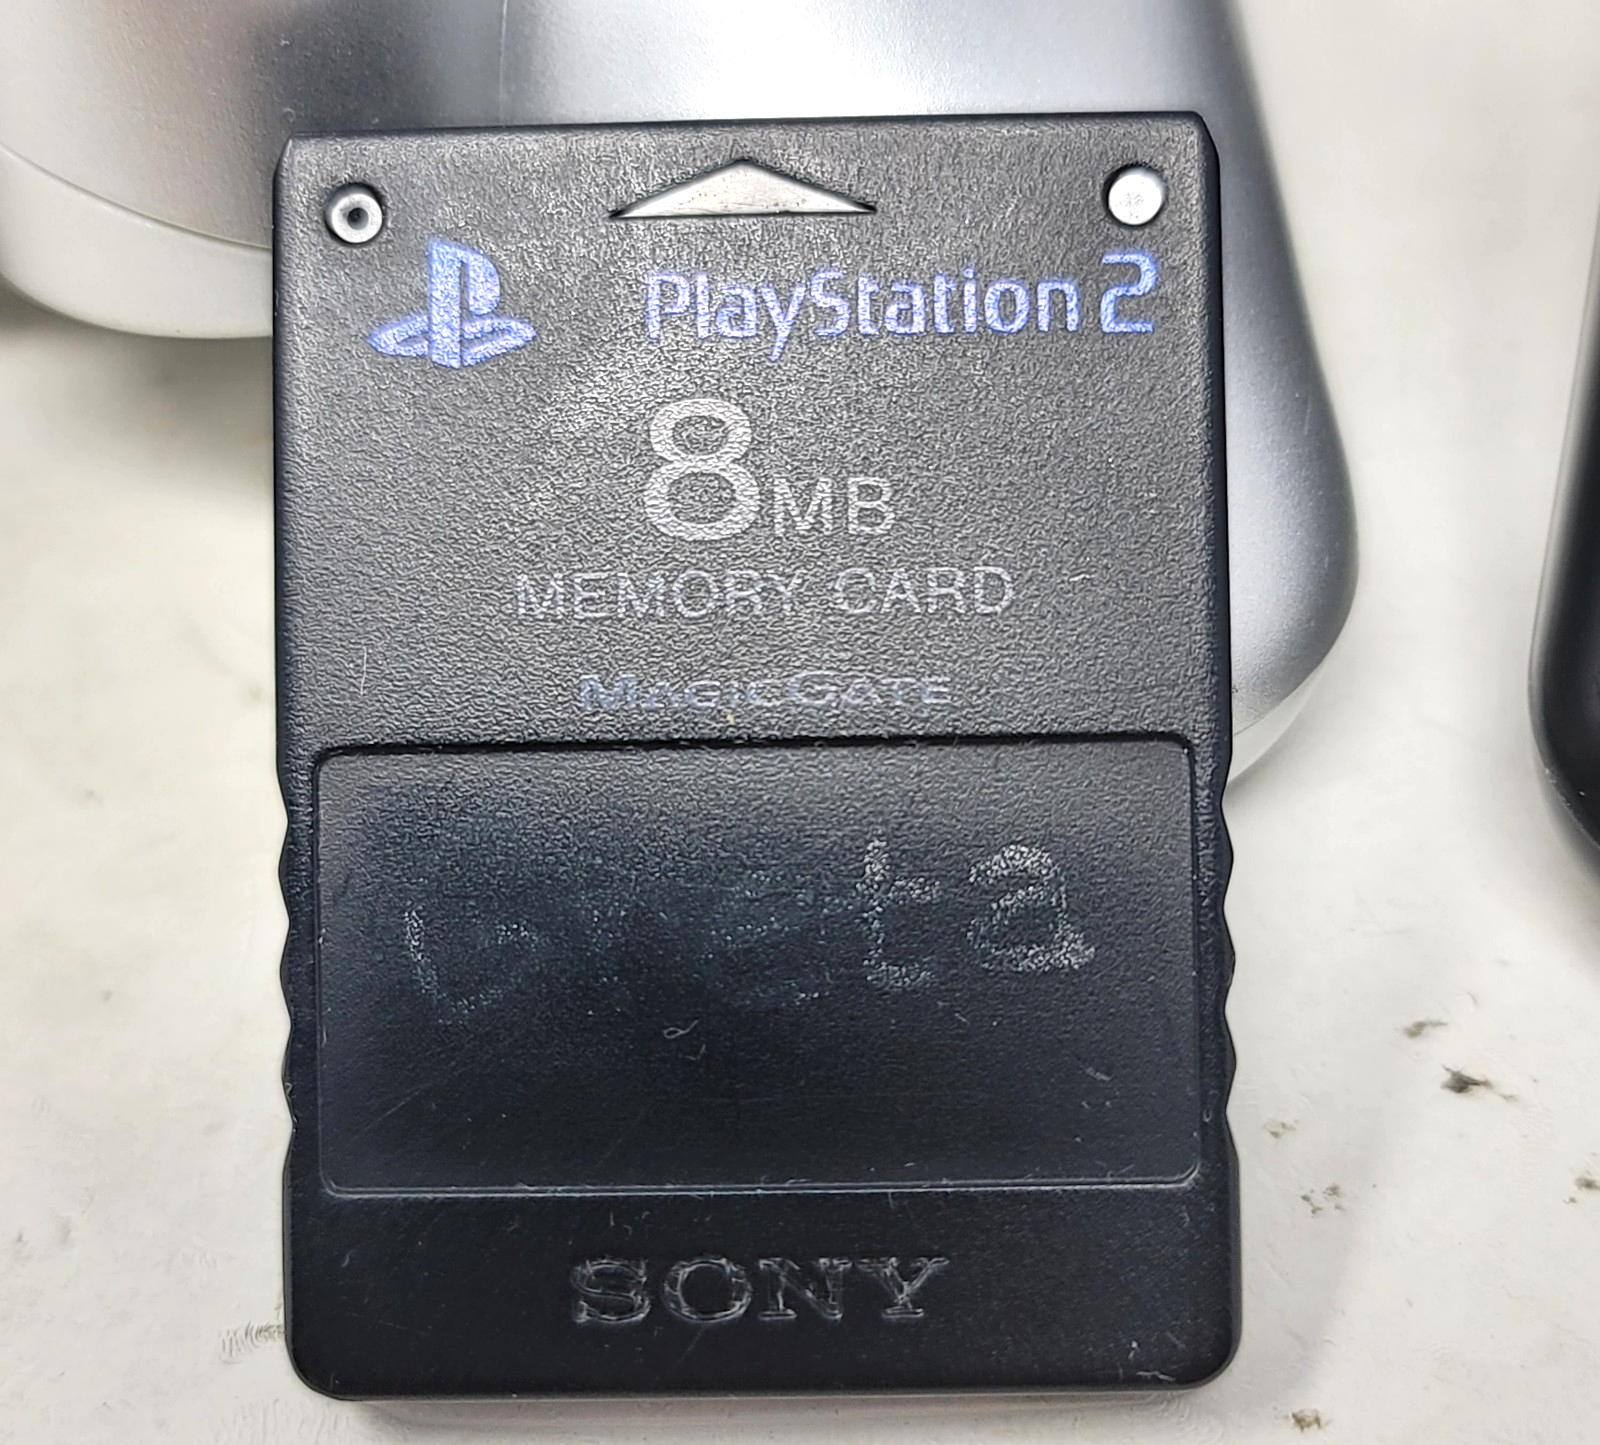 PlayStation 2
8MB
MEMORY CARD
MAGICGATE
SONY